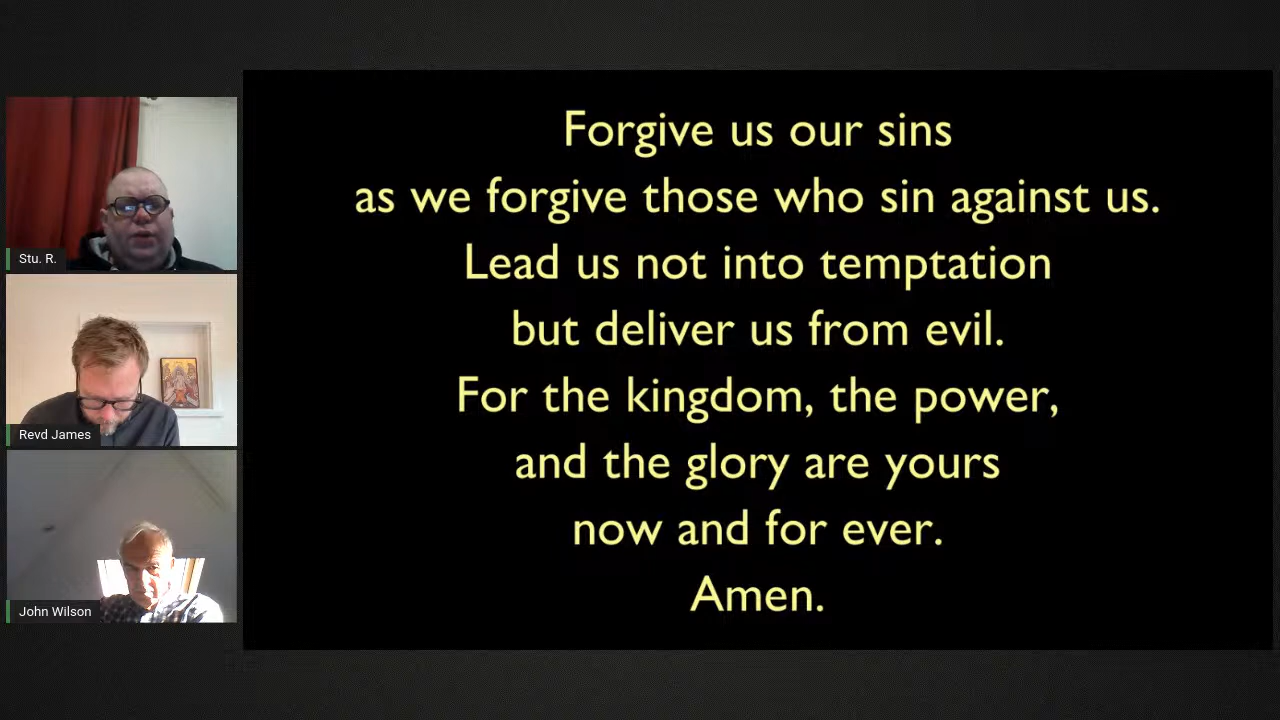 Stu. R.
Revd James
John Wilson
Forgive us our sins
as we forgive those who sin against us.
Lead us not into temptation
but deliver us from evil.
For the kingdom, the power,
and the glory are yours
now and for ever.
Amen.